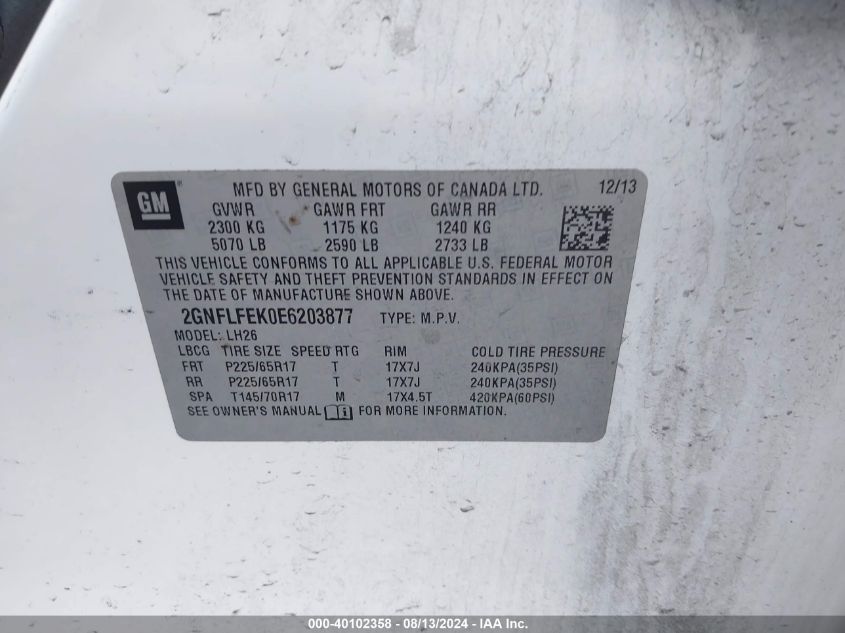 GM
MFD BY GENERAL MOTORS OF CANADA LTD. 12/13
GVWR GAWR FRT GAWR RR
2300 KG 1175 KG 1240 KG
5070 LB 2590 LB 2733 LB
THIS VEHICLE CONFORMS TO ALL APPLICABLE U.S. FEDERAL MOTOR
VEHICLE SAFETY AND THEFT PREVENTION STANDARDS IN EFFECT ON
THE DATE OF MANUFACTURE SHOWN ABOVE.
2GNFLFEK0E6203877 TYPE: M.P.V.
MODEL: LH26
LBCG TIRE SIZE SPEED RTG RIM COLD TIRE PRESSURE
FRT P225/65R17 T 17X7J 240KPA(35PSI)
RR P225/65R17 T 17X7J 240KPA(35PSI)
SPA T145/70R17 M 17X4.5T 420KPA(60PSI)
SEE OWNER'S MANUAL FOR MORE INFORMATION.
000-40102358 - 08/13/2024 - IAA Inc.